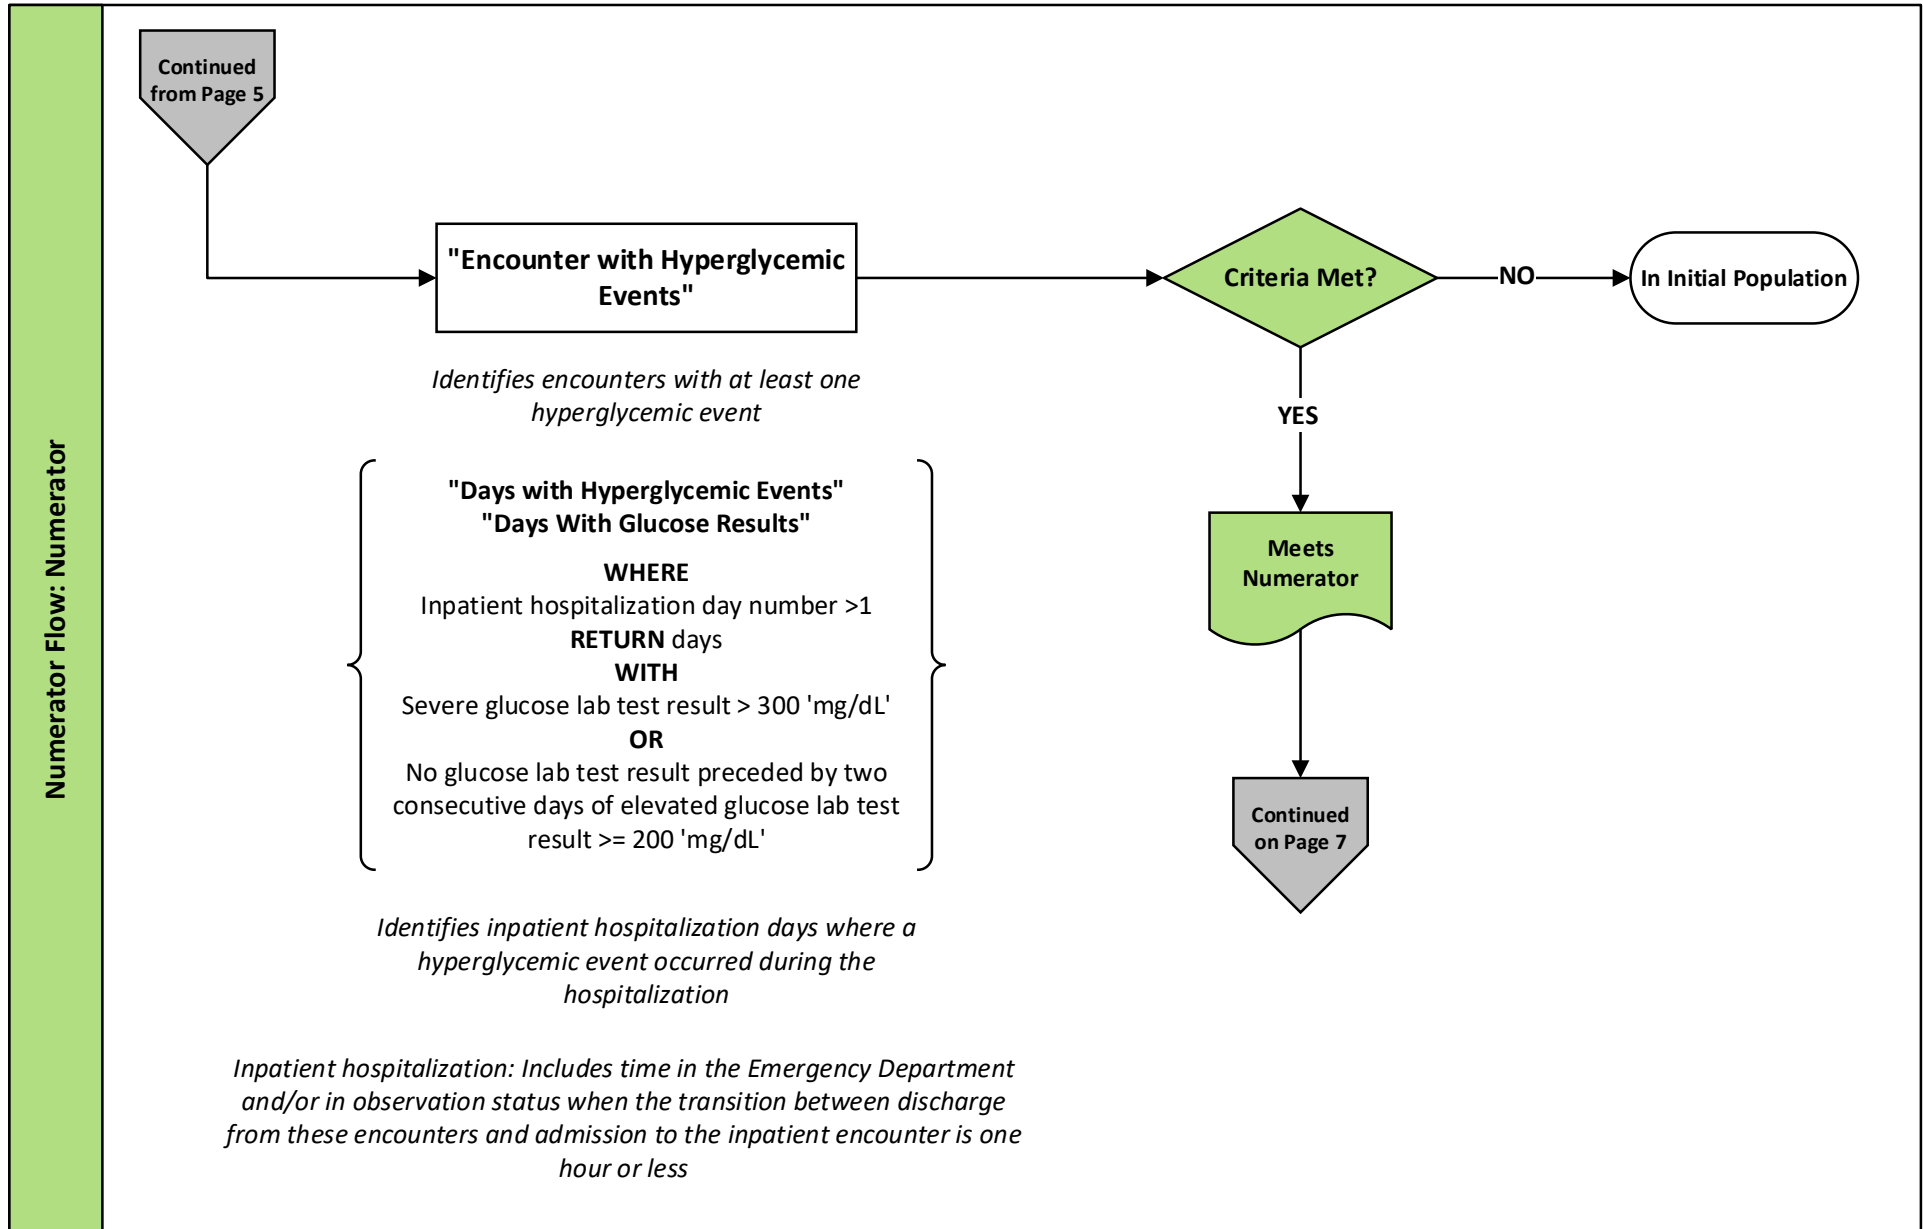 Numerator Flow: Numerator
Continued
from Page 5
"Encounter with Hyperglycemic
Events"
Criteria Met?
NO
In Initial Population
Identifies encounters with at least one
hyperglycemic event
YES
"Days with Hyperglycemic Events"
"Days With Glucose Results"
WHERE
Inpatient hospitalization day number >1
RETURN days
WITH
Severe glucose lab test result > 300 'mg/dL'
OR
No glucose lab test result preceded by two
consecutive days of elevated glucose lab test
result >= 200 'mg/dL'
Meets
Numerator
Continued
on Page 7
Identifies inpatient hospitalization days where a
hyperglycemic event occurred during the
hospitalization
Inpatient hospitalization: Includes time in the Emergency Department
and/or in observation status when the transition between discharge
from these encounters and admission to the inpatient encounter is one
hour or less